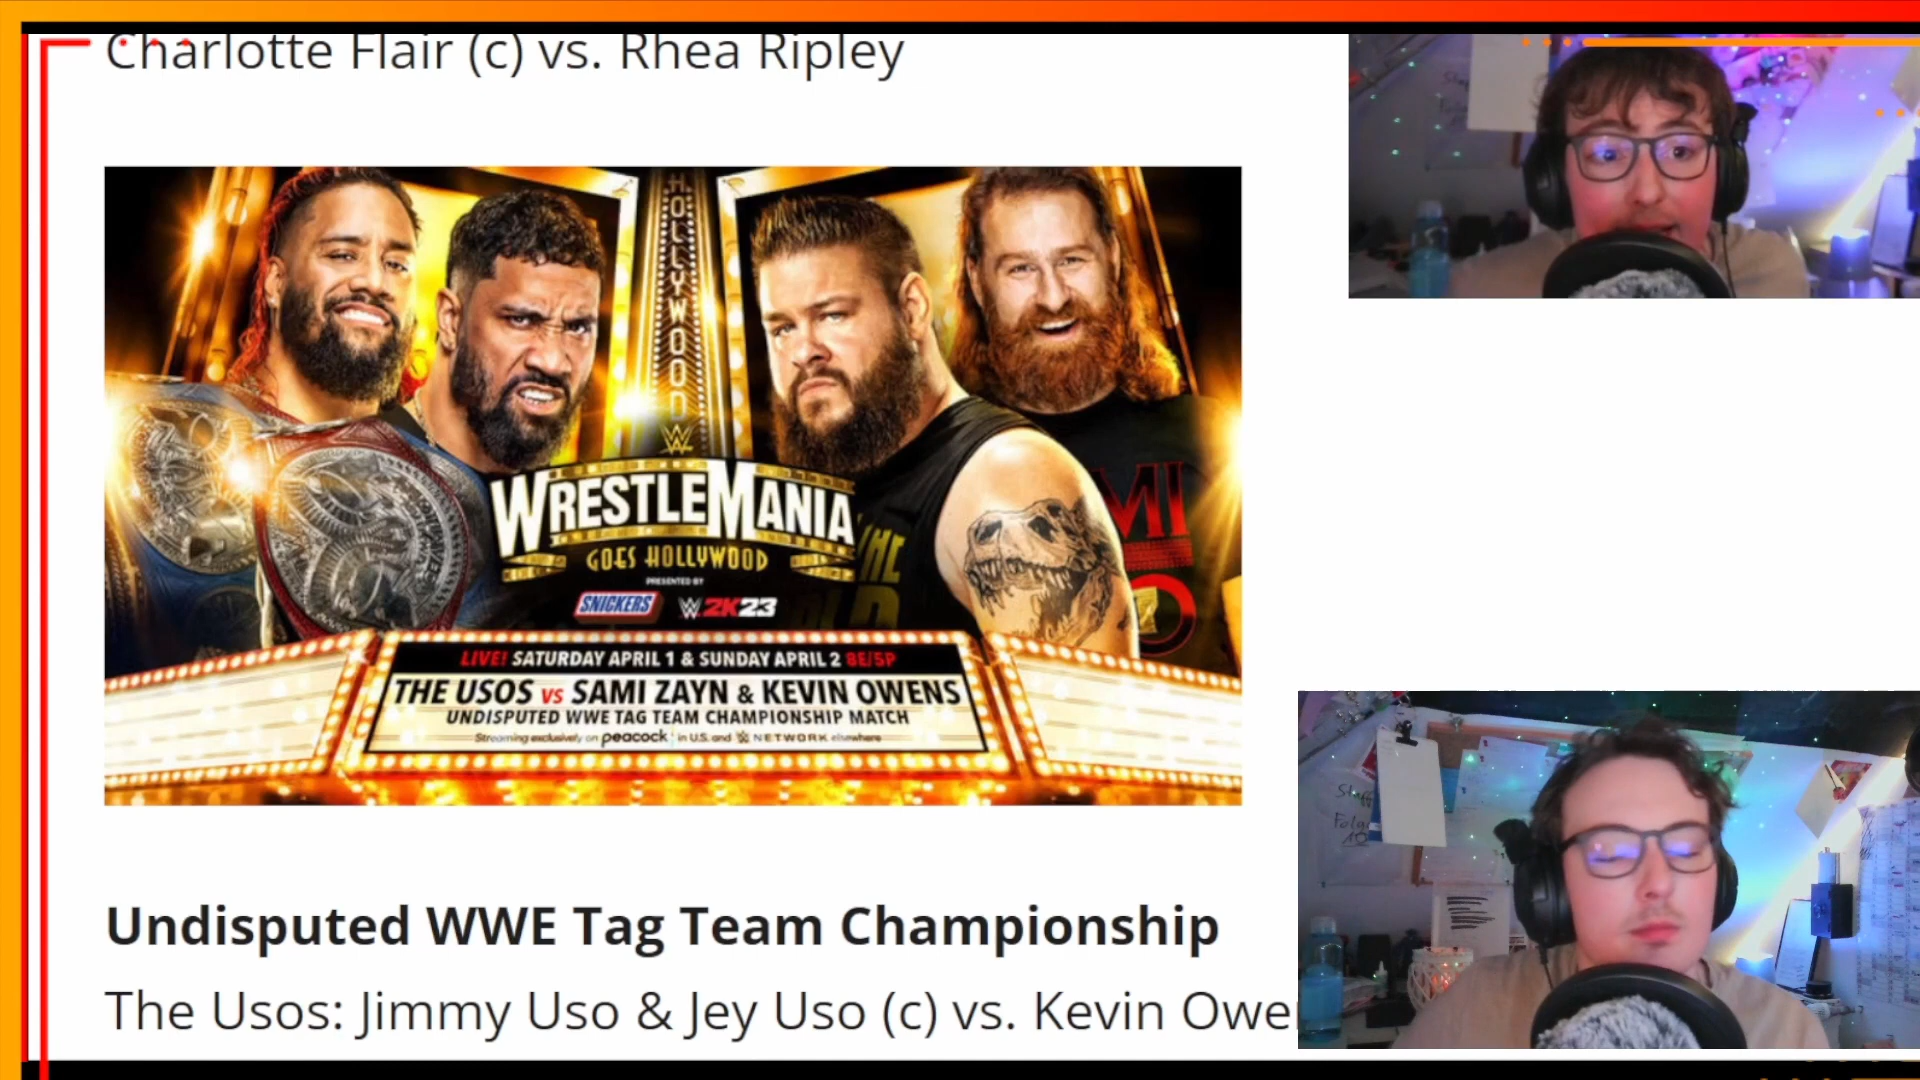 Charlotte Flair (c) vs. Rhea Ripley
HOLLYWOOD
WRESTLEMANIA
GOES HOLLYWOOD
PRESENTED BY
SNICKERS W 2K23
THE
MI
LIVE! SATURDAY APRIL 1 & SUNDAY APRIL 2 8E/5P
THE USOS VS SAMI ZAYN & KEVIN OWENS
UNDISPUTED WWE TAG TEAM CHAMPIONSHIP MATCH
Streaming exclusively on peacock in U.S. and W NETWORK elsewhere
Undisputed WWE Tag Team Championship
The Usos: Jimmy Uso & Jey Uso (c) vs. Kevin Owe